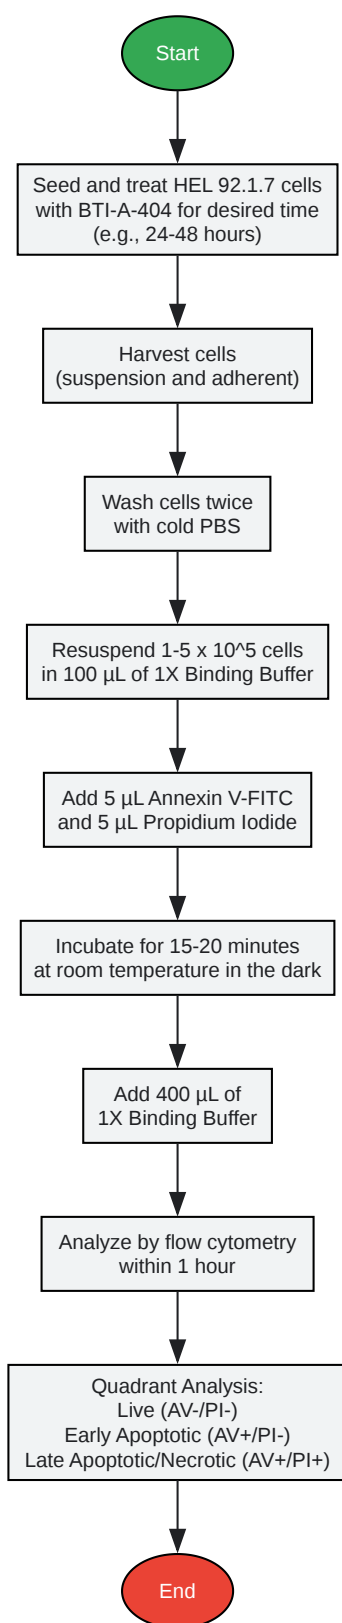 Start
Seed and treat HEL 92.1.7 cells
with BTI-A-404 for desired time
(e.g., 24-48 hours)
Harvest cells
(suspension and adherent)
Wash cells twice
with cold PBS
Resuspend 1-5 x 10^5 cells
in 100 µL of 1X Binding Buffer
Add 5 µL Annexin V-FITC
and 5 µL Propidium Iodide
Incubate for 15-20 minutes
at room temperature in the dark
Add 400 µL of
1X Binding Buffer
Analyze by flow cytometry
within 1 hour
Quadrant Analysis:
Live (AV-/PI-)
Early Apoptotic (AV+/PI-)
Late Apoptotic/Necrotic (AV+/PI+)
End